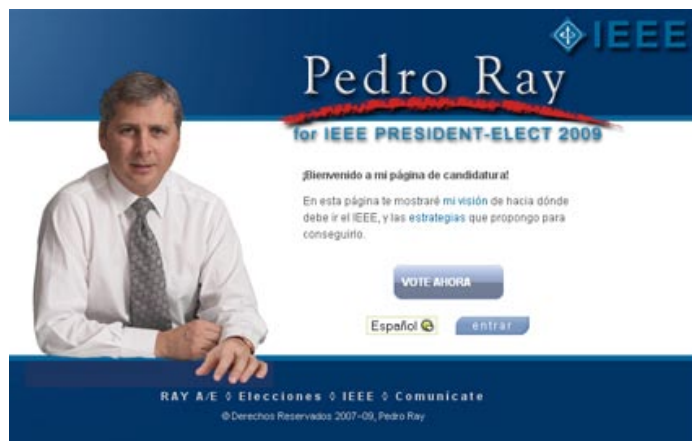 IEEE
Pedro Ray
for IEEE PRESIDENT-ELECT 2009
¡Bienvenido a mi página de candidatura!
En esta página te mostraré mi visión de hacia dónde
debe ir el IEEE, y las estrategias que propongo para
conseguirlo.
VOTE AHORA
Español entrar
RAY A/E ◊ Elecciones ◊ IEEE ◊ Comunícate
© Derechos Reservados 2007-09, Pedro Ray